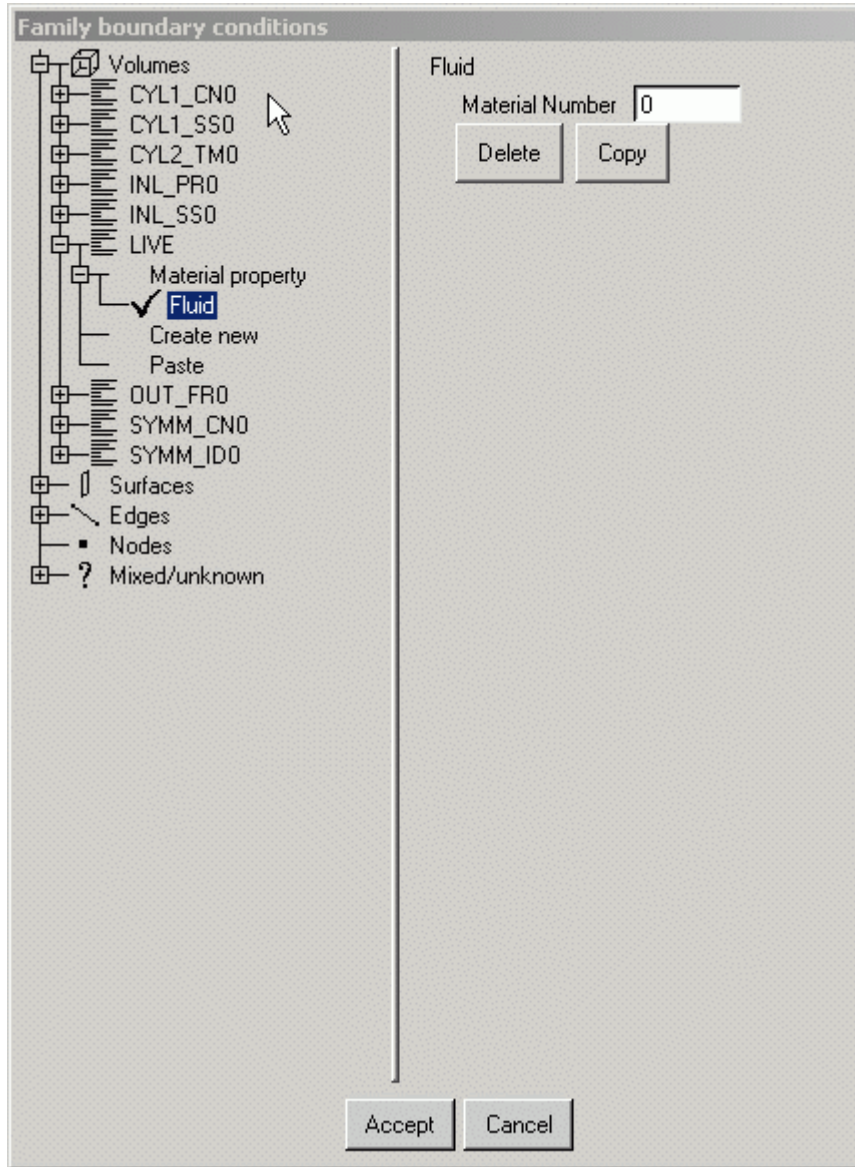 Family boundary conditions
Volumes
CYL1_CN0
CYL1_SS0
CYL2_TM0
INL_PR0
INL_SS0
LIVE
Material property
Fluid
Create new
Paste
OUT_FR0
SYMM_CN0
SYMM_ID0
Surfaces
Edges
Nodes
? Mixed/unknown
Fluid
Material Number 0
Delete Copy
Accept Cancel